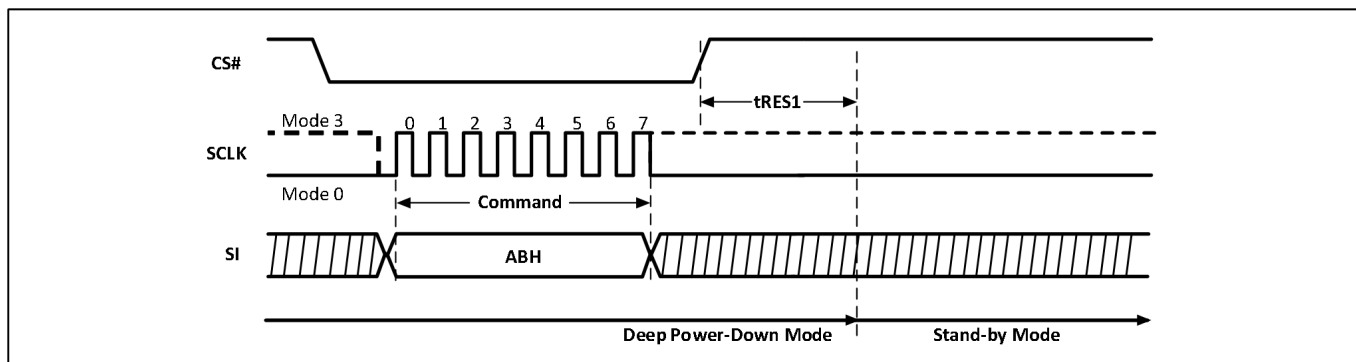 CS#
tRES1
Mode 3
0 1 2 3 4 5 6 7
SCLK
Mode 0
Command
SI
ABH
Deep Power-Down Mode
Stand-by Mode